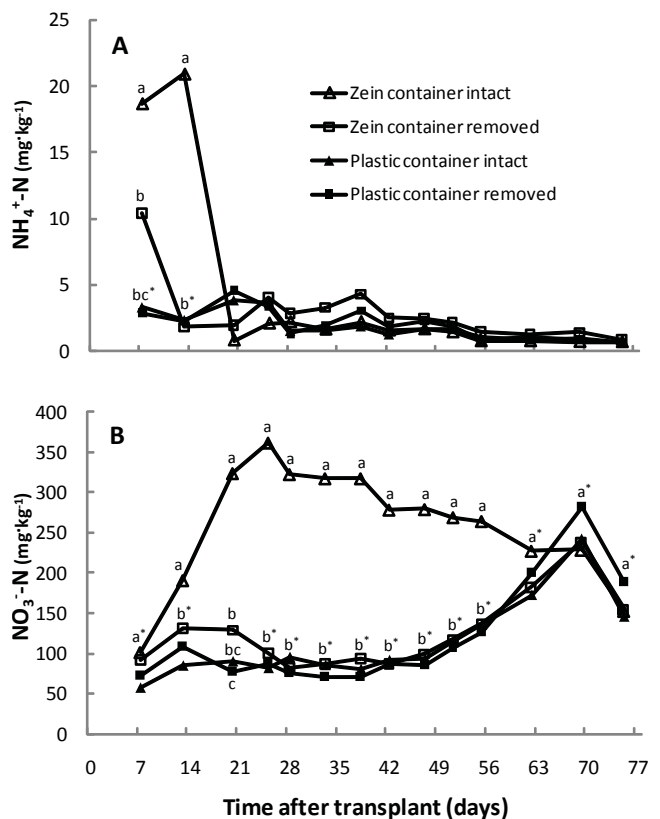 A
NH₄⁺-N (mg·kg⁻¹)
25
20
15
10
5
0
a
a
b
bc*
b*
Zein container intact
Zein container removed
Plastic container intact
Plastic container removed
B
NO₃⁻-N (mg·kg⁻¹)
400
350
300
250
200
150
100
50
0
a*
a
a
a
a
a
a
a
a
a
a
a*
a*
a*
b*
b
bc
c
b*
b*
b*
b*
b*
b*
b*
b*
0 7 14 21 28 35 42 49 56 63 70 77
Time after transplant (days)